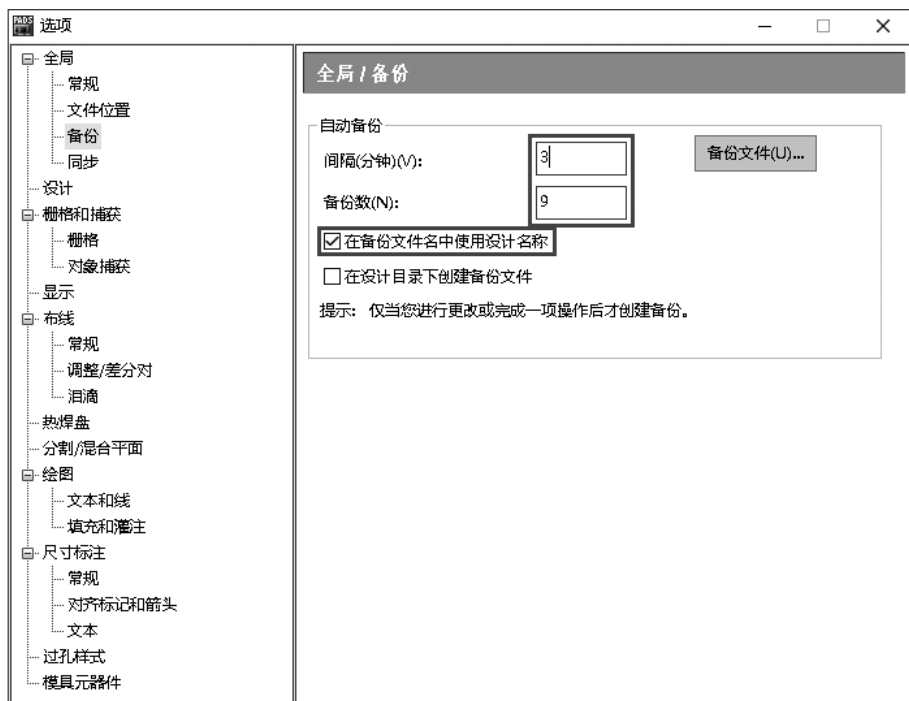 PADS 选项
全局
常规
文件位置
备份
同步
设计
栅格和捕获
栅格
对象捕获
显示
布线
常规
调整/差分对
泪滴
热焊盘
分割/混合平面
绘图
文本和线
填充和灌注
尺寸标注
常规
对齐标记和箭头
文本
过孔样式
模具元器件
全局 / 备份
自动备份
间隔(分钟)(V): 3 备份文件(U)...
备份数(N): 9
在备份文件名中使用设计名称
在设计目录下创建备份文件
提示: 仅当您进行更改或完成一项操作后才创建备份。